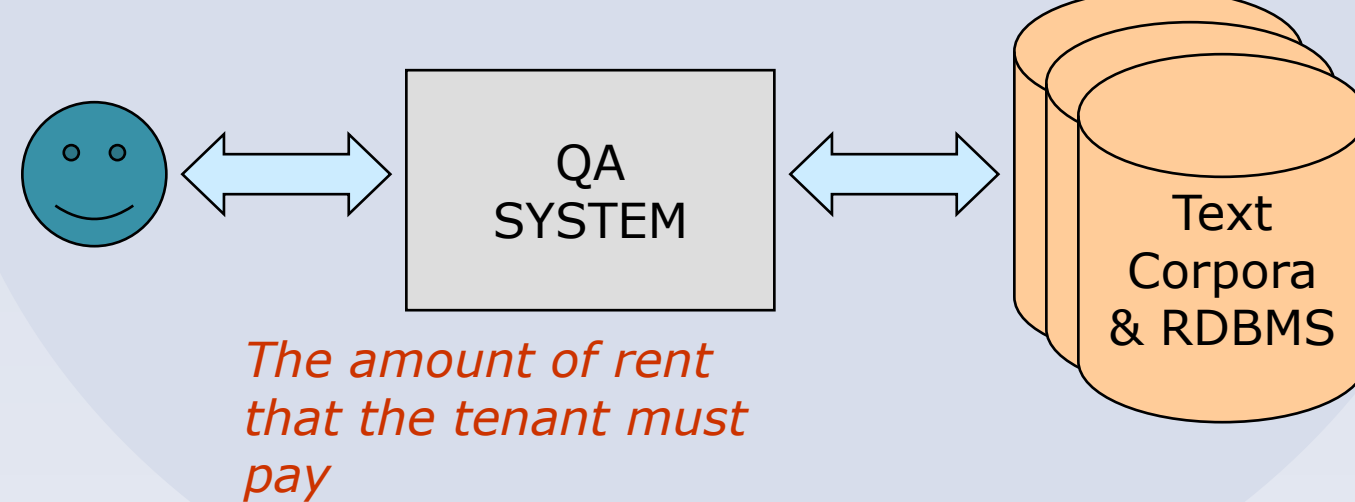 QA
SYSTEM
Text
Corpora
& RDBMS
The amount of rent
that the tenant must
pay